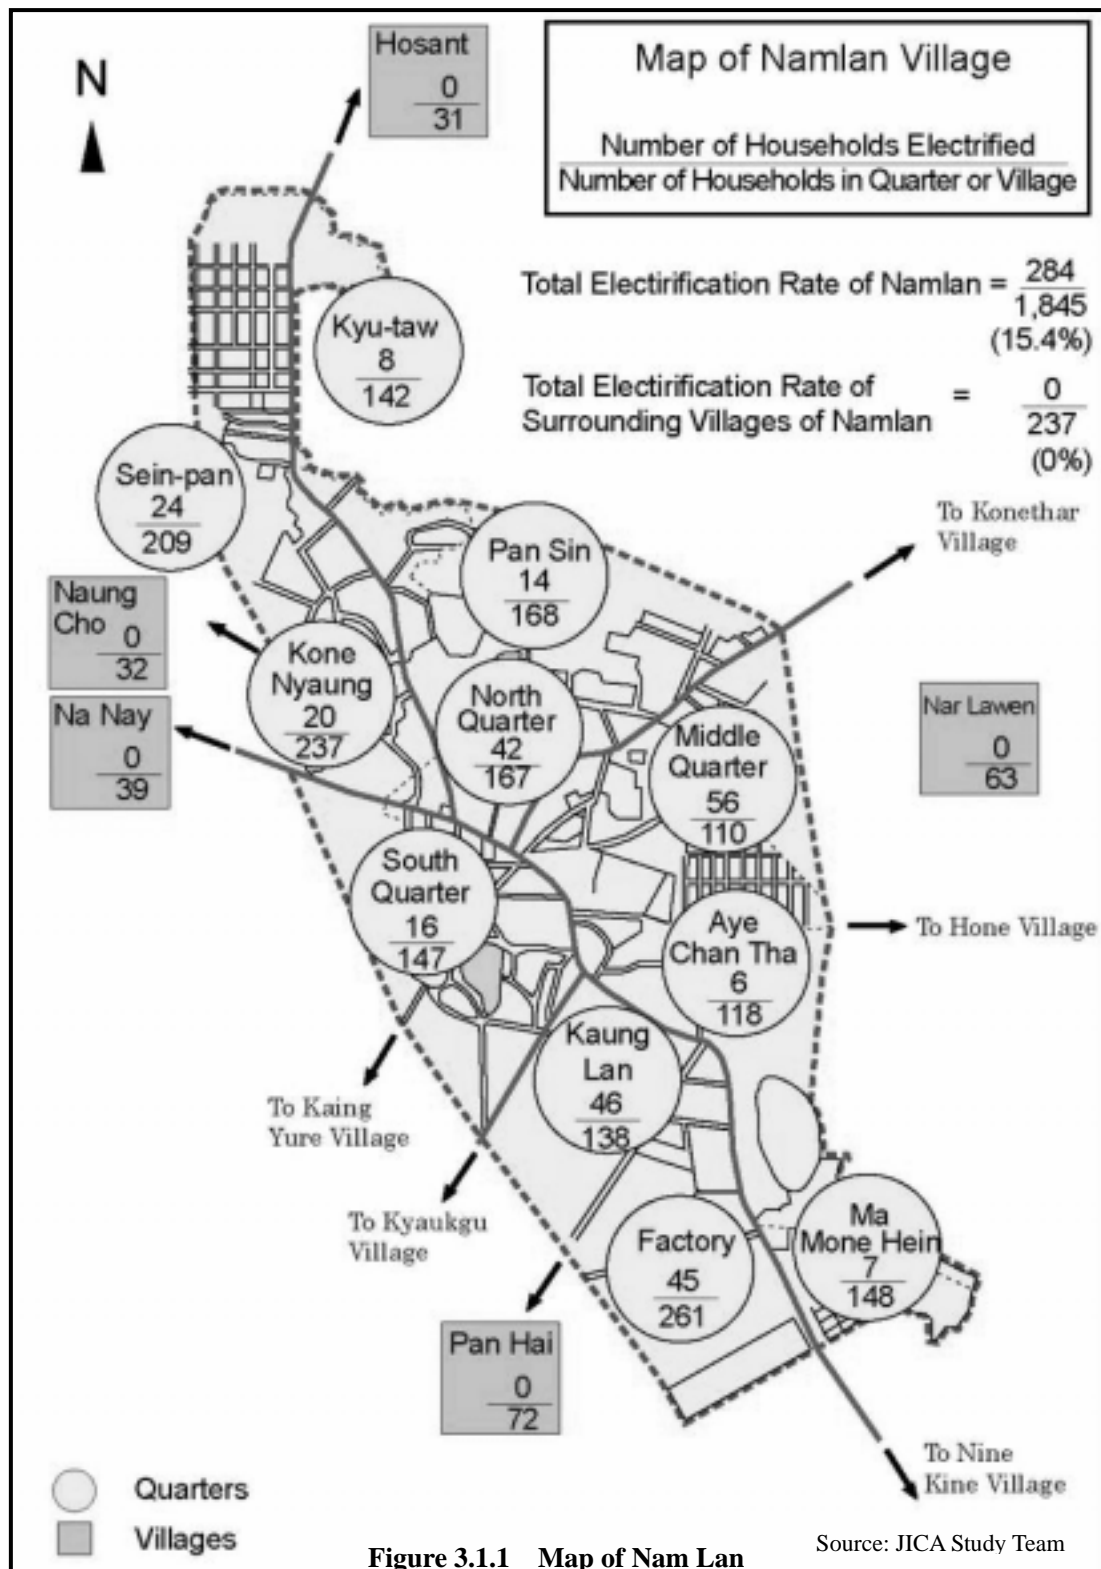 Hosant
0
31
N
Map of Namlan Village
Number of Households Electrified
Number of Households in Quarter or Village
Total Electirification Rate of Namlan = 284
1,845
(15.4%)
Total Electirification Rate of
Surrounding Villages of Namlan
=
0
237
(0%)
Kyu-taw
8
142
Sein-pan
24
209
To Konethar
Village
Pan Sin
14
168
Naung
Cho
0
32
Kone
Nyaung
20
237
North
Quarter
42
167
Na Nay
0
39
Middle
Quarter
56
110
Nar Lawen
0
63
South
Quarter
16
147
Aye
Chan Tha
6
118
To Hone Village
Kaung
Lan
46
138
To Kaing
Yure Village
To Kyaukgu
Village
Factory
45
261
Ma
Mone Hein
7
148
Pan Hai
0
72
To Nine
Kine Village
Quarters
Villages
Source: JICA Study Team
Figure 3.1.1 Map of Nam Lan